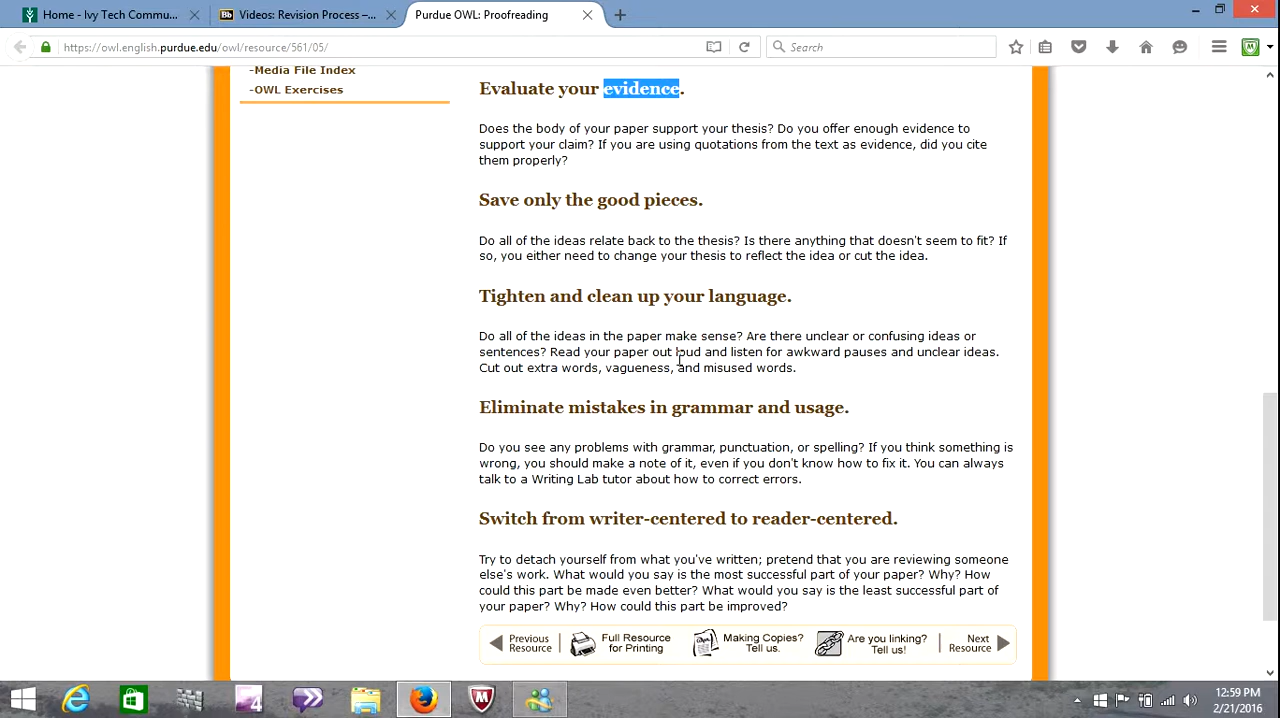 Home - Ivy Tech Commu...
Videos: Revision Process –...
Purdue OWL: Proofreading
https://owl.english.purdue.edu/owl/resource/561/05/
Search
-Media File Index
-OWL Exercises
Evaluate your evidence.
Does the body of your paper support your thesis? Do you offer enough evidence to
support your claim? If you are using quotations from the text as evidence, did you cite
them properly?
Save only the good pieces.
Do all of the ideas relate back to the thesis? Is there anything that doesn't seem to fit? If
so, you either need to change your thesis to reflect the idea or cut the idea.
Tighten and clean up your language.
Do all of the ideas in the paper make sense? Are there unclear or confusing ideas or
sentences? Read your paper out loud and listen for awkward pauses and unclear ideas.
Cut out extra words, vagueness, and misused words.
Eliminate mistakes in grammar and usage.
Do you see any problems with grammar, punctuation, or spelling? If you think something is
wrong, you should make a note of it, even if you don't know how to fix it. You can always
talk to a Writing Lab tutor about how to correct errors.
Switch from writer-centered to reader-centered.
Try to detach yourself from what you've written; pretend that you are reviewing someone
else's work. What would you say is the most successful part of your paper? Why? How
could this part be made even better? What would you say is the least successful part of
your paper? Why? How could this part be improved?
Previous Resource
Full Resource for Printing
Making Copies? Tell us.
Are you linking? Tell us!
Next Resource
12:59 PM
2/21/2016